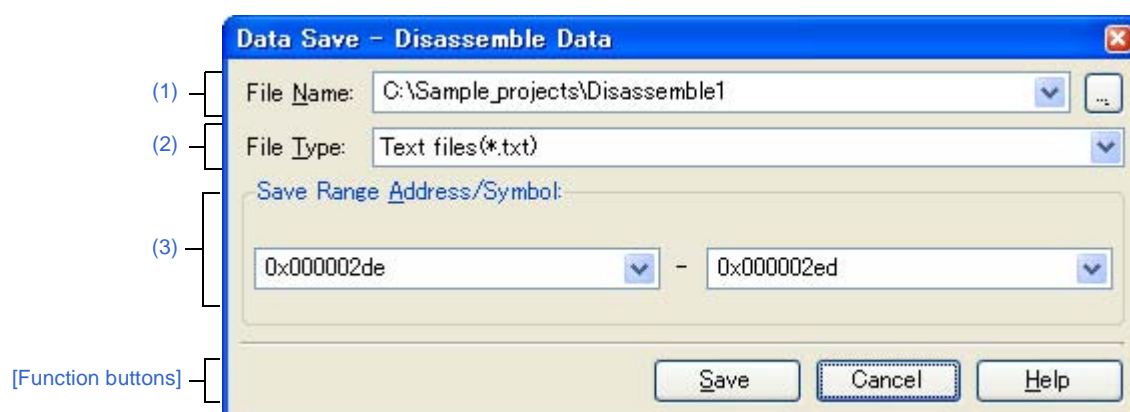 Data Save - Disassemble Data
(1)
File Name: C:\Sample_projects\Disassemble1 ...
(2)
File Type: Text files(*.txt)
Save Range Address/Symbol:
(3)
0x000002de - 0x000002ed
[Function buttons]
Save Cancel Help